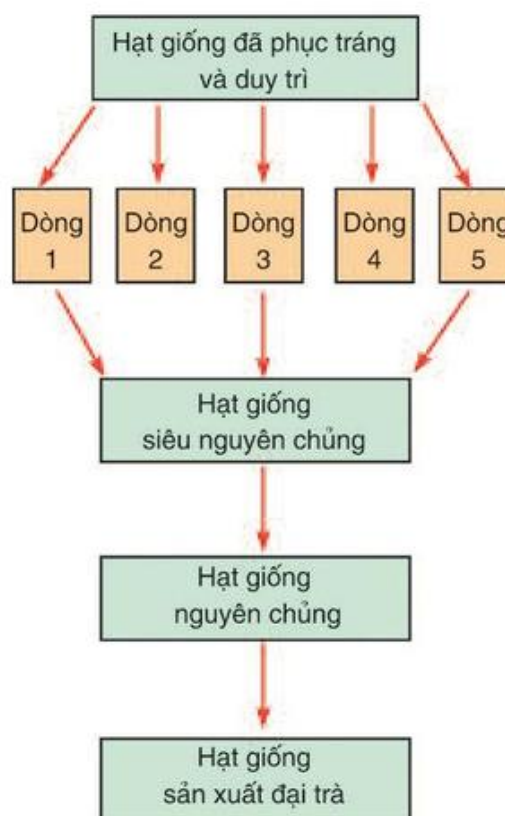 Hạt giống đã phục tráng
và duy trì
Dòng
1
Dòng
2
Dòng
3
Dòng
4
Dòng
5
Hạt giống
siêu nguyên chủng
Hạt giống
nguyên chủng
Hạt giống
sản xuất đại trà